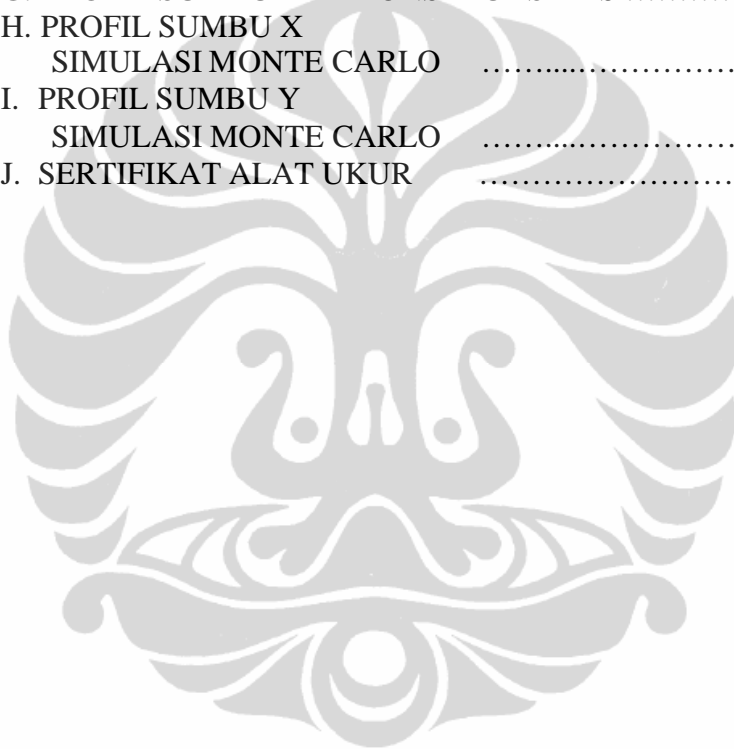 H. PROFIL SUMBU X
SIMULASI MONTE CARLO ……....……………
I. PROFIL SUMBU Y
SIMULASI MONTE CARLO ……....……………
J. SERTIFIKAT ALAT UKUR ……………………